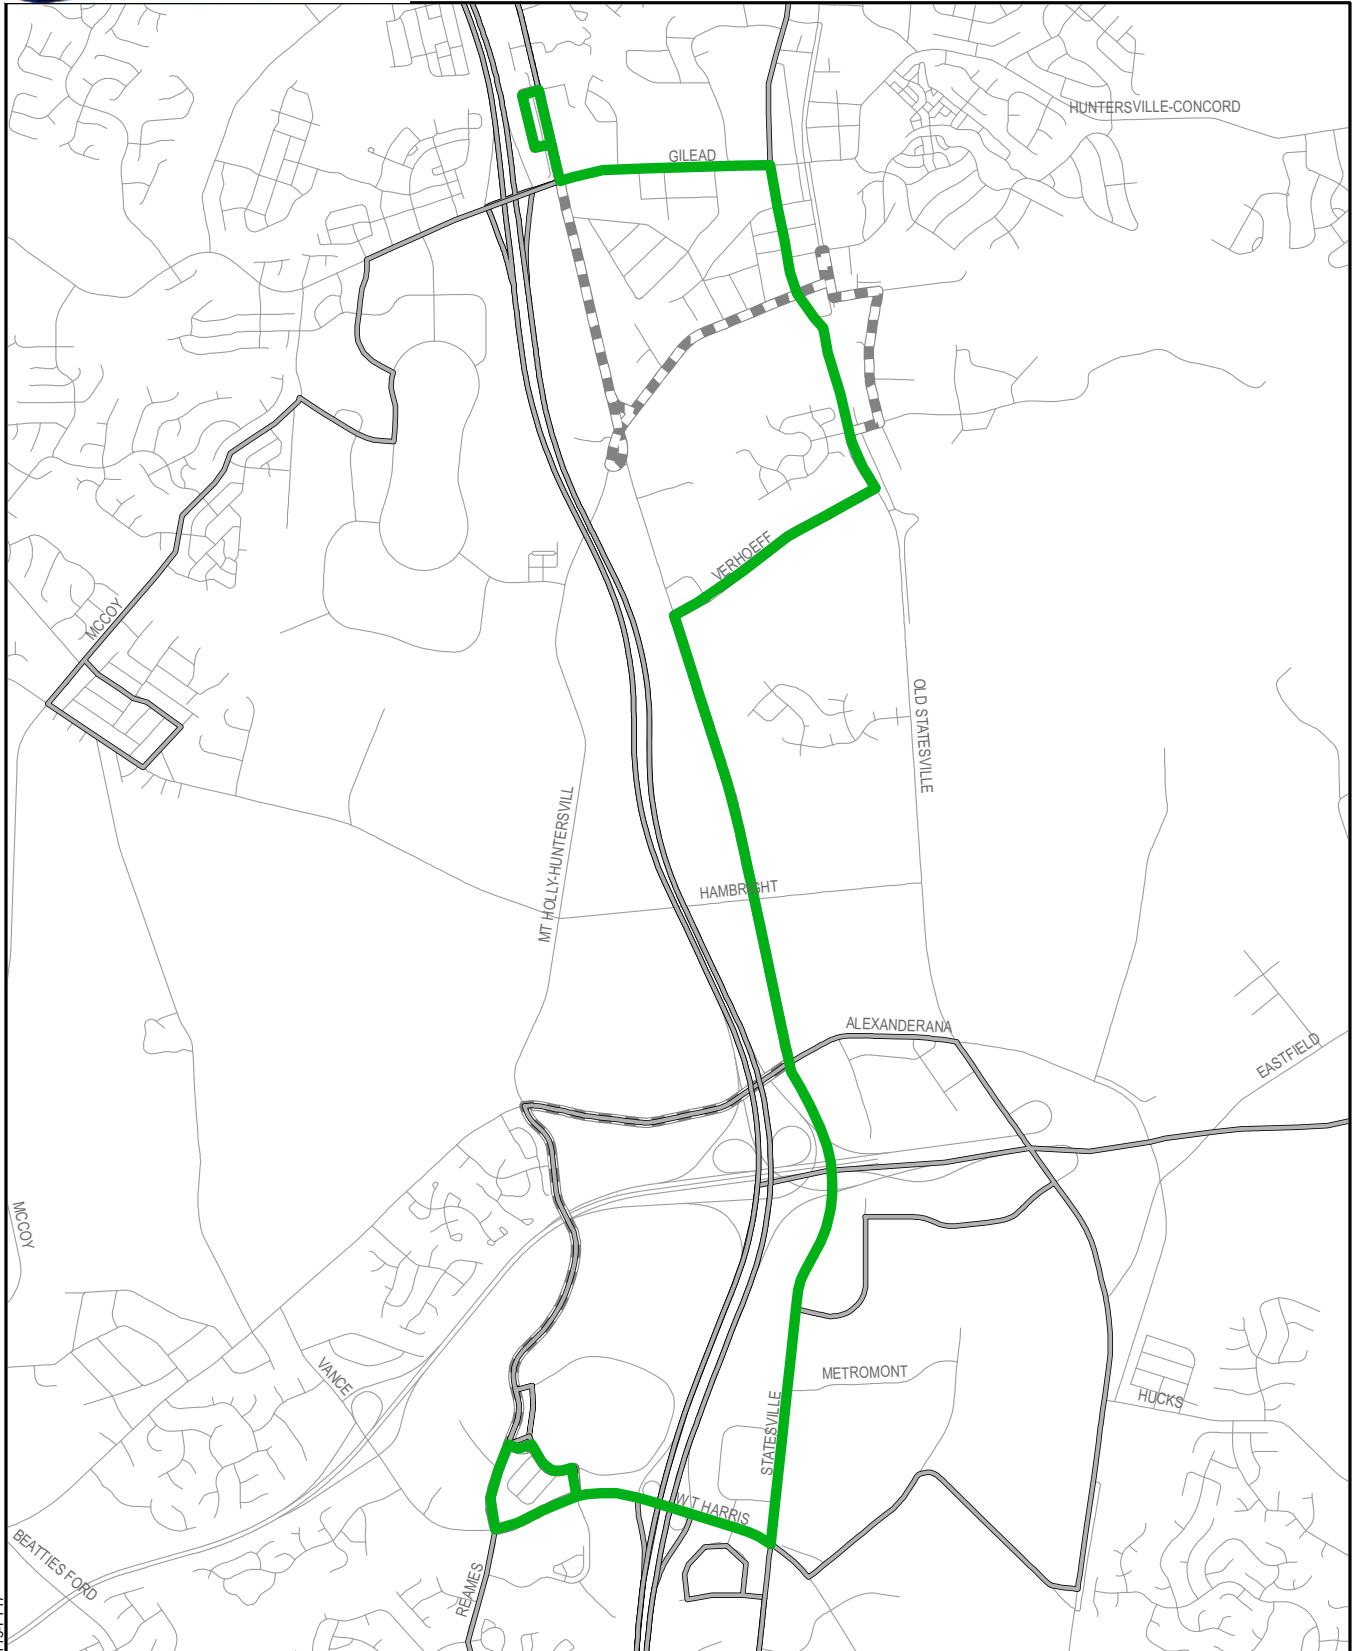 HUNTERSVILLE-CONCORD
GILEAD
VERHOEFF
MCCOY
OLD STATESVILLE
MT HOLLY-HUNTERSVILL
HAMBRIGHT
ALEXANDERANA
EASTFIELD
MCCOY
VANCE
METROMONT
HUCKS
STATESVILLE
W T HARRIS
BEATTIES FORD
REAMES